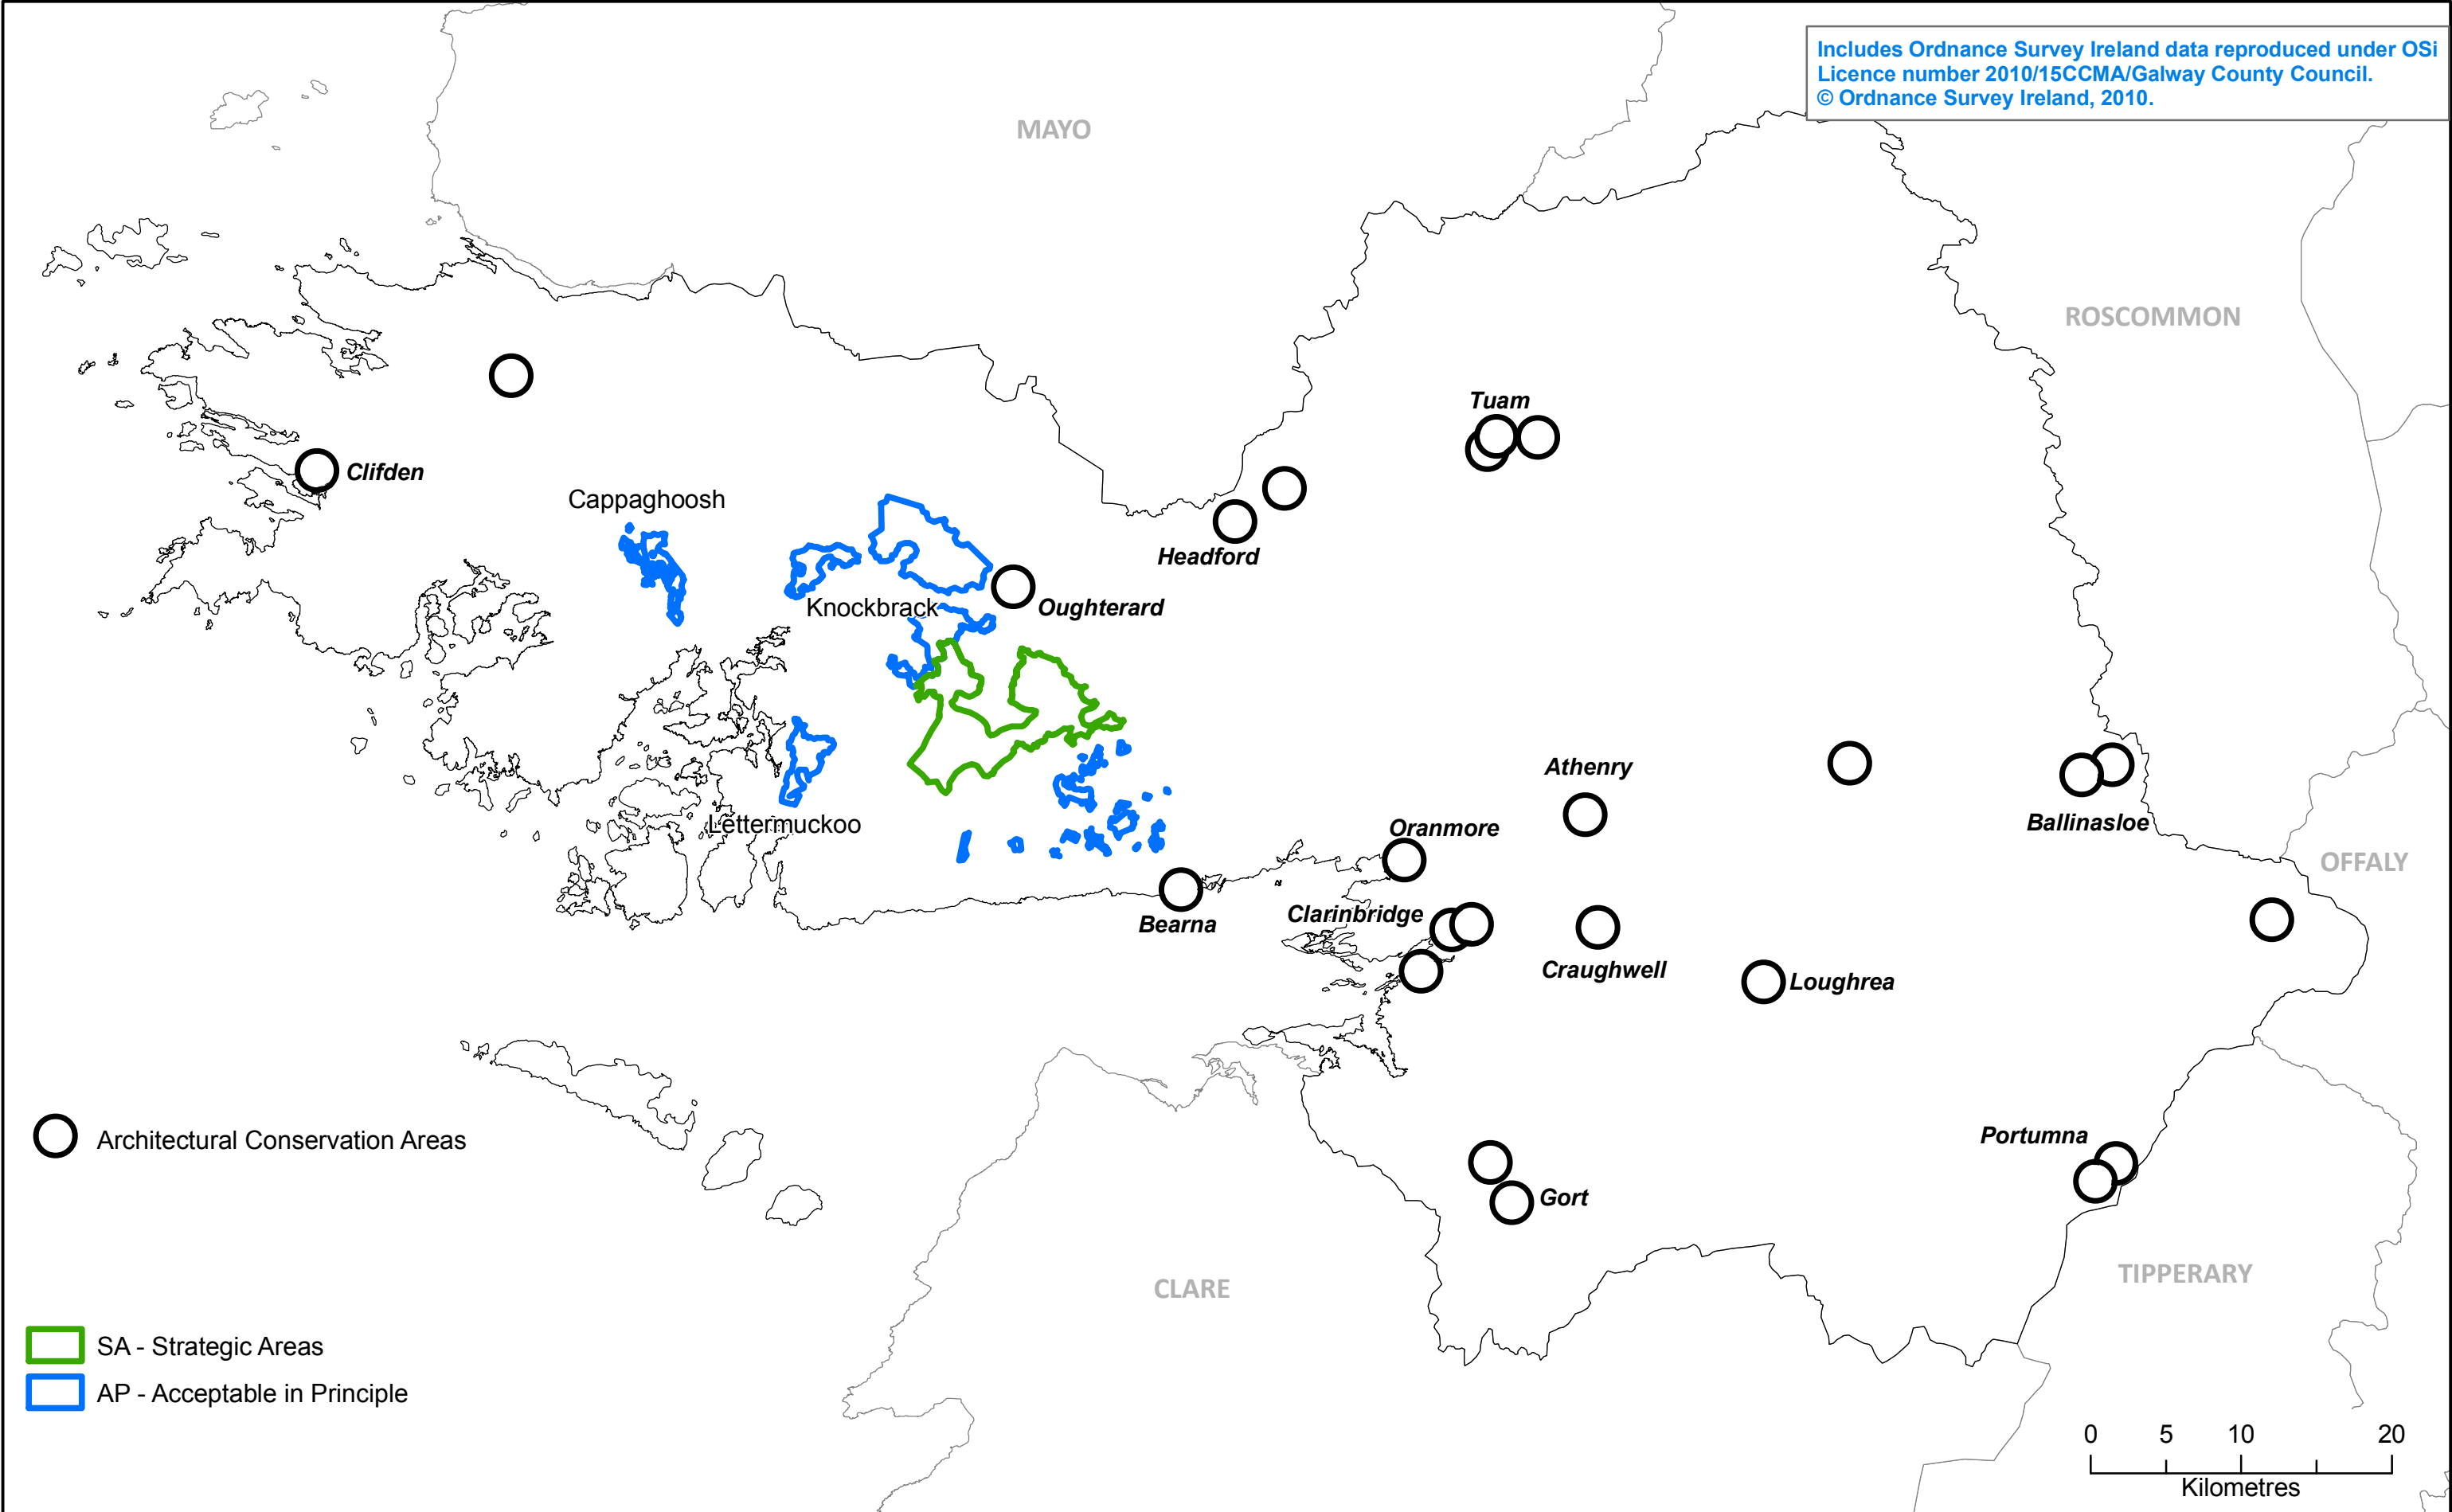 Includes Ordnance Survey Ireland data reproduced under OSi
Licence number 2010/15CCMA/Galway County Council.
© Ordnance Survey Ireland, 2010.
MAYO
ROSCOMMON
Tuam
Clifden
Cappaghoosh
Headford
Knockbrack
Oughterard
Athenry
Ballinasloe
Lettermuckoo
Oranmore
OFFALY
Bearna
Clarinbridge
Craughwell
Loughrea
Portumna
Architectural Conservation Areas
Gort
CLARE
TIPPERARY
SA - Strategic Areas
AP - Acceptable in Principle
0 5 10 20
Kilometres